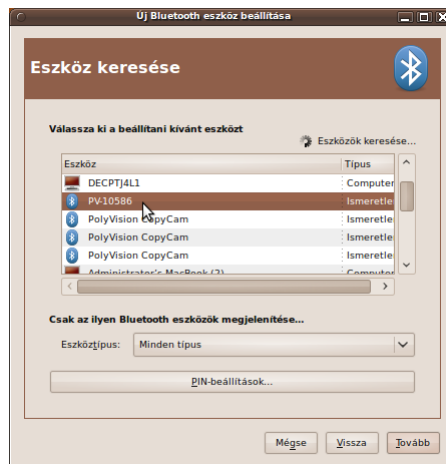 Új Bluetooth eszköz beállítása
Eszköz keresése
Válassza ki a beállítani kívánt eszközt
Eszközök keresése...
Eszköz Típus
DECPTJ4L1 Computer
PV-10586 Ismeretle
PolyVision CopyCam Ismeretle
PolyVision CopyCam Ismeretle
PolyVision CopyCam Ismeretle
Administrator's MacBook (2) Computer
Csak az ilyen Bluetooth eszközök megjelenítése...
Eszköztípus: Minden típus
PIN-beállítások...
Mégse Vissza Tovább